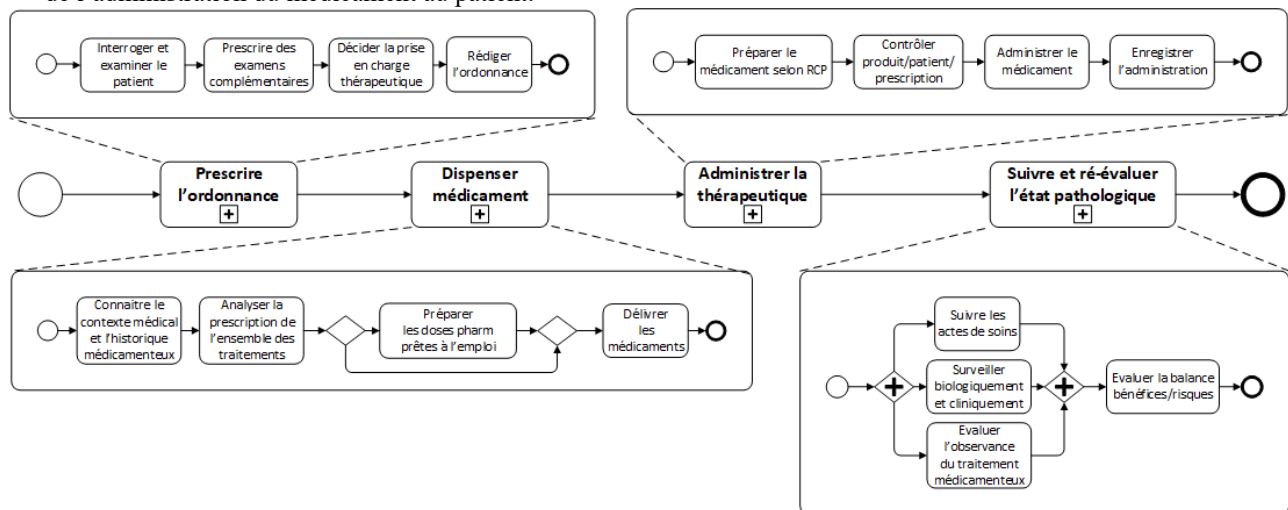 de l'administration du médicament au patient.
Interroger et
examiner le
patient
Prescrire des
examens
complémentaires
Décider la prise
en charge
thérapeutique
Rédiger
l'ordonnance
Préparer le
médicament selon RCP
Contrôler
produit/patient/
prescription
Administrer le
médicament
Enregistrer
l'administration
Prescrire
l'ordonnance
Dispenser
médicament
Administrer la
thérapeutique
Suivre et ré-évaluer
l'état pathologique
Connaitre le
contexte médical
et l'historique
médicamenteux
Analyser la
prescription de
l'ensemble des
traitements
Préparer
les doses pharm
prêtes à l'emploi
Délivrer
les
médicaments
Suivre les
actes de soins
Surveiller
biologiquement
et cliniquement
Evaluer
l'observance
du traitement
médicamenteux
Evaluer la balance
bénéfices/risques